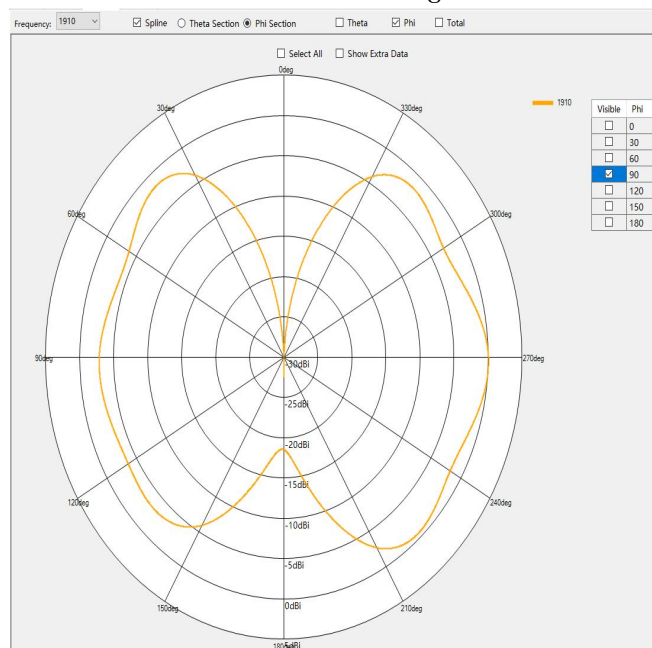 Frequency: 1910 Spline Theta Section Phi Section Theta Phi Total
Select All Show Extra Data
0deg
30deg 330deg
1910
Visible Phi
0
30
60
90
120
150
180
60deg 300deg
90deg 270deg
-30dBi
-25dBi
-20dBi
-15dBi
120deg 240deg
-10dBi
-5dBi
0dBi
150deg 210deg
180deg 5dBi